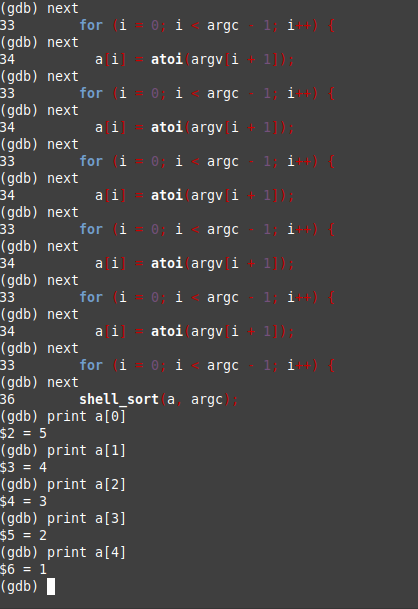 (gdb) next
33        for (i = 0; i < argc - 1; i++) {
(gdb) next
34          a[i] = atoi(argv[i + 1]);
(gdb) next
33        for (i = 0; i < argc - 1; i++) {
(gdb) next
34          a[i] = atoi(argv[i + 1]);
(gdb) next
33        for (i = 0; i < argc - 1; i++) {
(gdb) next
34          a[i] = atoi(argv[i + 1]);
(gdb) next
33        for (i = 0; i < argc - 1; i++) {
(gdb) next
34          a[i] = atoi(argv[i + 1]);
(gdb) next
33        for (i = 0; i < argc - 1; i++) {
(gdb) next
34          a[i] = atoi(argv[i + 1]);
(gdb) next
33        for (i = 0; i < argc - 1; i++) {
(gdb) next
36        shell_sort(a, argc);
(gdb) print a[0]
$2 = 5
(gdb) print a[1]
$3 = 4
(gdb) print a[2]
$4 = 3
(gdb) print a[3]
$5 = 2
(gdb) print a[4]
$6 = 1
(gdb)